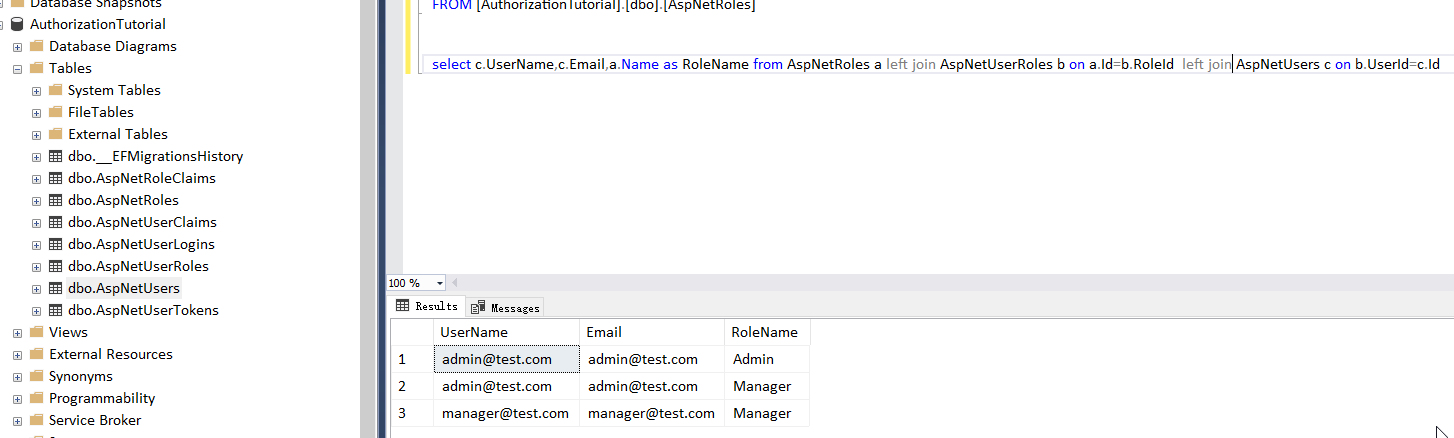 Database Snapshots
AuthorizationTutorial
Database Diagrams
Tables
System Tables
FileTables
External Tables
dbo.__EFMigrationsHistory
dbo.AspNetRoleClaims
dbo.AspNetRoles
dbo.AspNetUserClaims
dbo.AspNetUserLogins
dbo.AspNetUserRoles
dbo.AspNetUsers
dbo.AspNetUserTokens
Views
External Resources
Synonyms
Programmability
Service Broker
FROM [AuthorizationTutorial].[dbo].[AspNetRoles]
select c.UserName,c.Email,a.Name as RoleName from AspNetRoles a left join AspNetUserRoles b on a.Id=b.RoleId  left join AspNetUsers c on b.UserId=c.Id
100 %
Results Messages
UserName Email RoleName
1 admin@test.com admin@test.com Admin
2 admin@test.com admin@test.com Manager
3 manager@test.com manager@test.com Manager